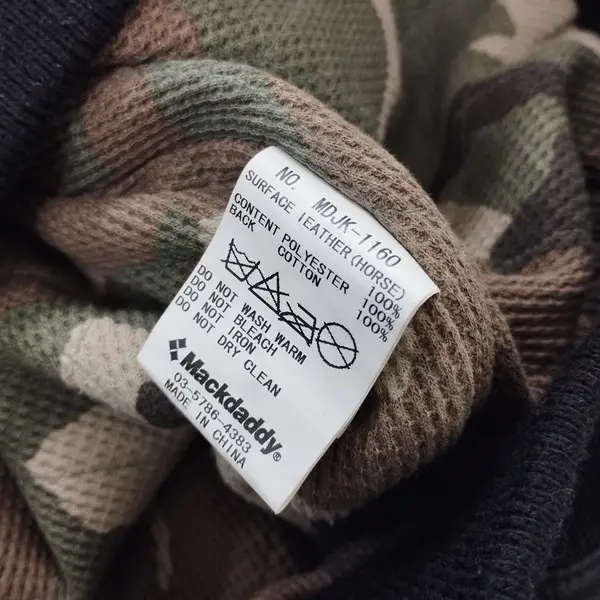 NO. MDJK-1160
SURFACE LEATHER(HORSE) 100%
CONTENT POLYESTER 100%
BACK COTTON 100%
DO NOT WASH WARM
DO NOT BLEACH
DO NOT IRON
DO NOT DRY CLEAN
Mackdaddy®
03-5786-4383
MADE IN CHINA